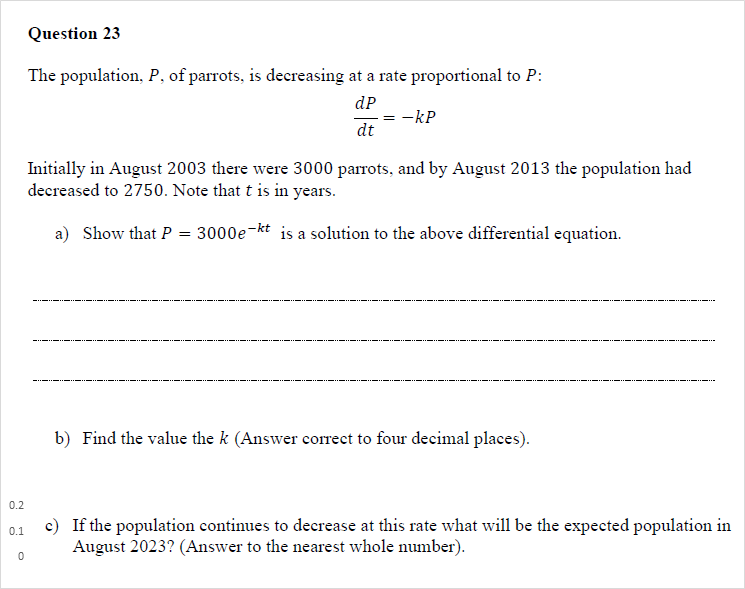 Question 23
The population, P, of parrots, is decreasing at a rate proportional to P:
dP/dt = −kP
Initially in August 2003 there were 3000 parrots, and by August 2013 the population had
decreased to 2750. Note that t is in years.
a) Show that P = 3000e^−kt is a solution to the above differential equation.
b) Find the value the k (Answer correct to four decimal places).
0.2
c) If the population continues to decrease at this rate what will be the expected population in
0.1
August 2023? (Answer to the nearest whole number).
0